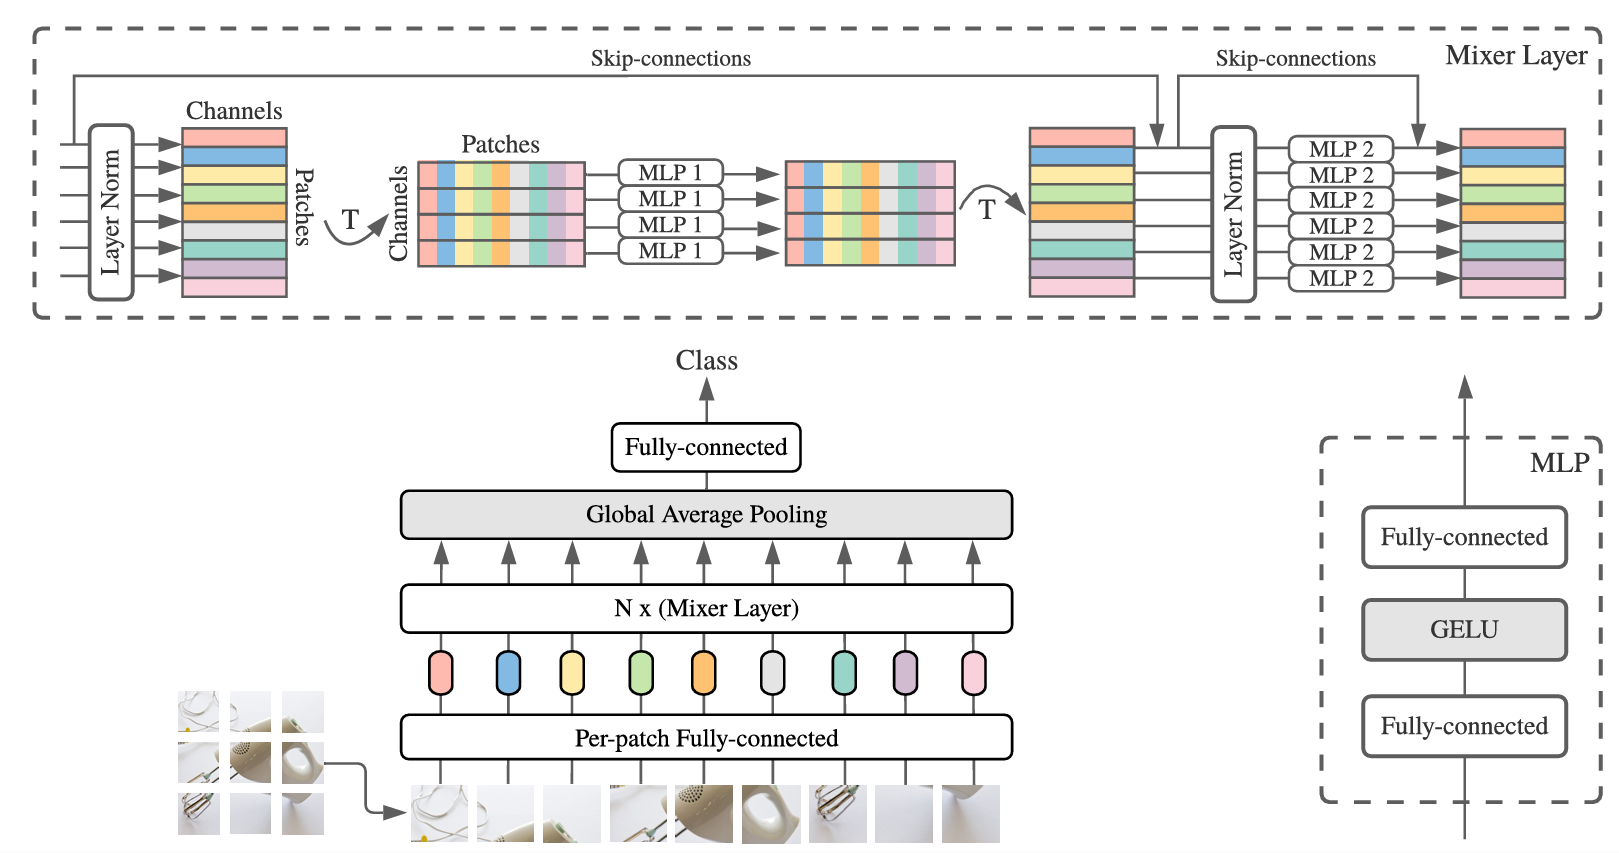 Skip-connections
Skip-connections
Mixer Layer
Channels
Layer Norm
Patches
T
Channels
Patches
MLP 1
MLP 1
MLP 1
MLP 1
T
Layer Norm
MLP 2
MLP 2
MLP 2
MLP 2
MLP 2
MLP 2
Class
Fully-connected
Global Average Pooling
N x (Mixer Layer)
Per-patch Fully-connected
MLP
Fully-connected
GELU
Fully-connected